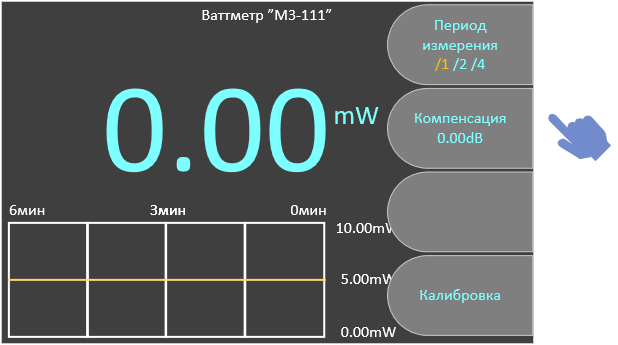 Ваттметр ”М3-111”
Период
измерения
/1 /2 /4
0.00 mW
Компенсация
0.00dB
6мин 3мин 0мин
10.00mW
5.00mW
0.00mW
Калибровка